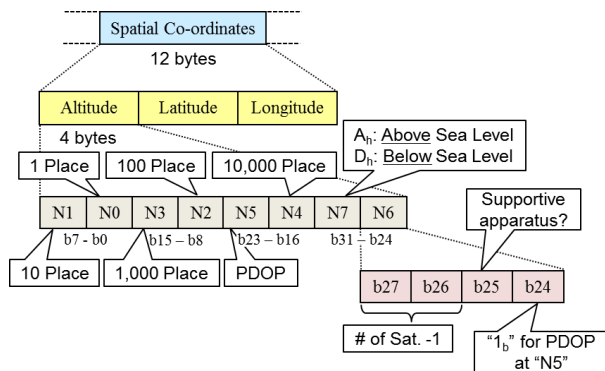 Spatial Co-ordinates
12 bytes
Altitude Latitude Longitude
4 bytes
A_h: Above Sea Level
D_h: Below Sea Level
1 Place 100 Place 10,000 Place
N1 N0 N3 N2 N5 N4 N7 N6
b7 - b0 b15 – b8 b23 – b16 b31 – b24
Supportive
apparatus?
10 Place 1,000 Place PDOP
b27 b26 b25 b24
# of Sat. -1
“1_b” for PDOP
at “N5”